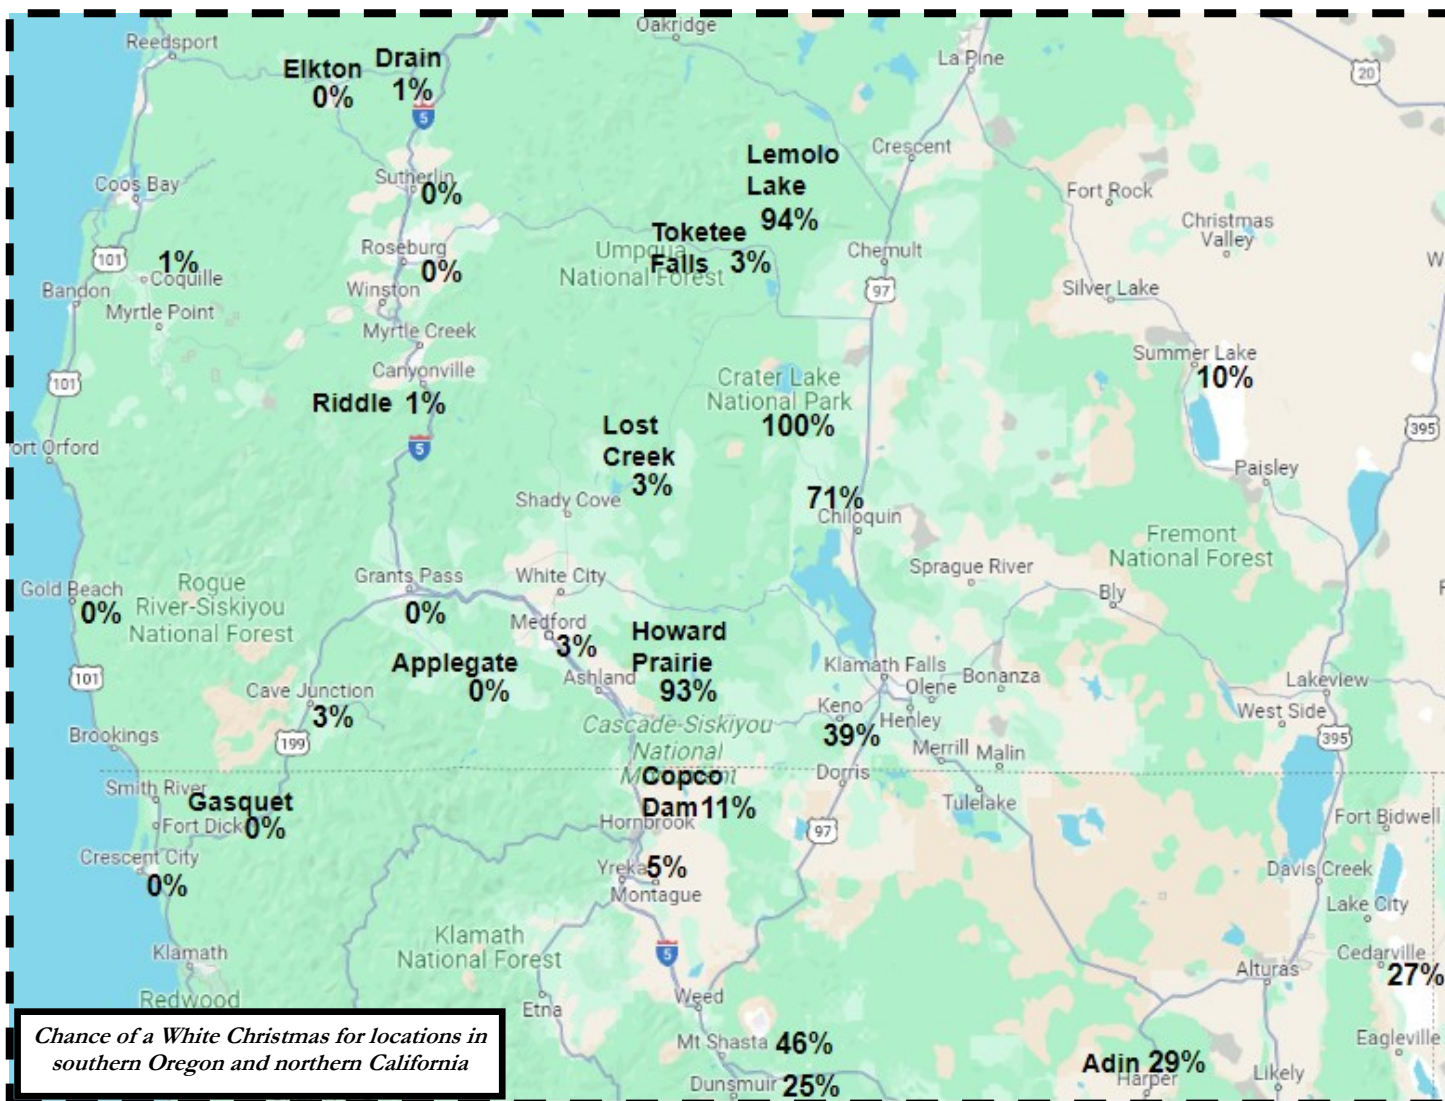 Oakridge
Reedsport
Drain
1%
Elkton
0%
La Pine
20
5
Lemolo
Lake
94%
Crescent
Coos Bay
Sutherlin
0%
Fort Rock
Christmas
Valley
Toketee
Falls 3%
Umpqua
National Forest
Roseburg
0%
Chemult
101
1%
Coquille
Bandon
Winston
97
Silver Lake
W
Myrtle Point
Myrtle Creek
Summer Lake
10%
Canyonville
101
Crater Lake
National Park
100%
Riddle 1%
5
Lost
Creek
3%
395
ort Orford
Paisley
71%
Chiloquin
Shady Cove
Fremont
National Forest
Sprague River
Grants Pass
0%
White City
Gold Beach
0%
Rogue
River-Siskiyou
National Forest
Bly
F
Medford
3%
Howard
Prairie
93%
Applegate
0%
Ashland
Klamath Falls
Bonanza
Olene
101
Cave Junction
3%
Lakeview
Keno
39%
Henley
West Side
Brookings
199
Cascade-Siskiyou
National
Monument
Merrill
Malin
395
Copco
Dam 11%
Dorris
Smith River
Gasquet
0%
Tulelake
Fort Dick
Hornbrook
97
Fort Bidwell
Crescent City
0%
Yreka 5%
Montague
Davis Creek
Lake City
Klamath
National Forest
Klamath
5
Cedarville
27%
Alturas
Redwood
Etna
Weed
Chance of a White Christmas for locations in
southern Oregon and northern California
Mt Shasta 46%
Eagleville
Adin 29%
Harper
Likely
Dunsmuir 25%